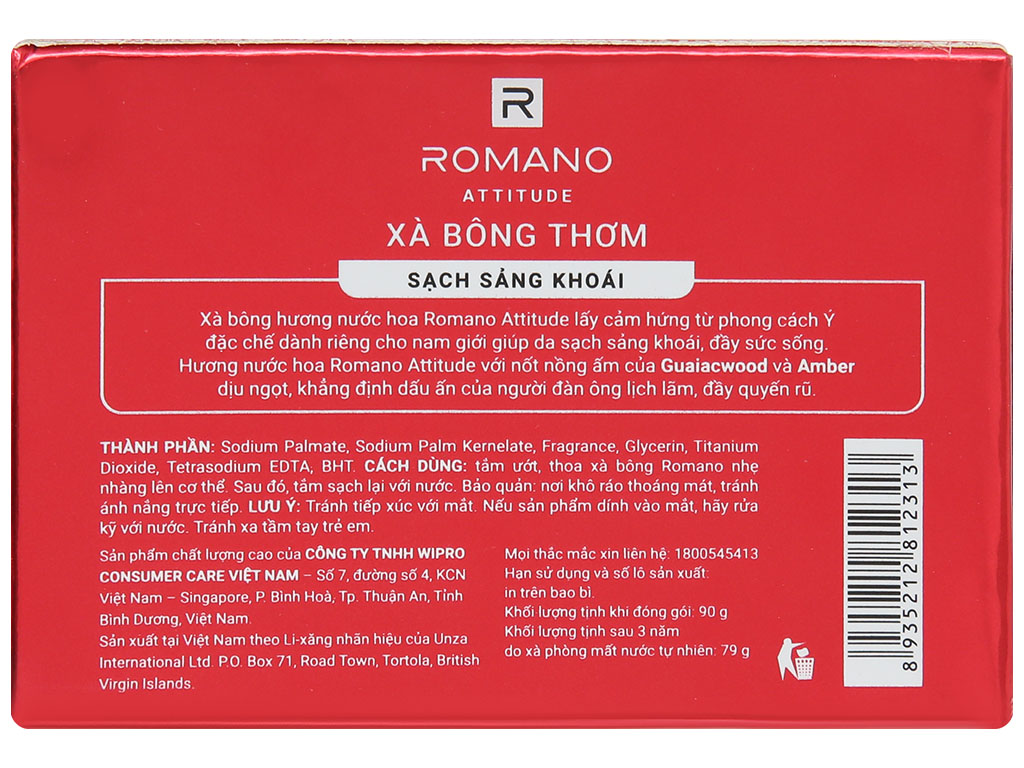 R
ROMANO
ATTITUDE
XÀ BÔNG THƠM
SẠCH SẢNG KHOÁI
Xà bông hương nước hoa Romano Attitude lấy cảm hứng từ phong cách Ý
đặc chế dành riêng cho nam giới giúp da sạch sảng khoái, đầy sức sống.
Hương nước hoa Romano Attitude với nốt nồng ấm của Guaiacwood và Amber
dịu ngọt, khẳng định dấu ấn của người đàn ông lịch lãm, đầy quyến rũ.
THÀNH PHẦN: Sodium Palmate, Sodium Palm Kernelate, Fragrance, Glycerin, Titanium
Dioxide, Tetrasodium EDTA, BHT. CÁCH DÙNG: tắm ướt, thoa xà bông Romano nhẹ
nhàng lên cơ thể. Sau đó, tắm sạch lại với nước. Bảo quản: nơi khô ráo thoáng mát, tránh
ánh nắng trực tiếp. LƯU Ý: Tránh tiếp xúc với mắt. Nếu sản phẩm dính vào mắt, hãy rửa
kỹ với nước. Tránh xa tầm tay trẻ em.
Sản phẩm chất lượng cao của CÔNG TY TNHH WIPRO
CONSUMER CARE VIỆT NAM – Số 7, đường số 4, KCN
Việt Nam – Singapore, P. Bình Hoà, Tp. Thuận An, Tỉnh
Bình Dương, Việt Nam.
Sản xuất tại Việt Nam theo Li-xăng nhãn hiệu của Unza
International Ltd. P.O. Box 71, Road Town, Tortola, British
Virgin Islands.
Mọi thắc mắc xin liên hệ: 1800545413
Hạn sử dụng và số lô sản xuất:
in trên bao bì.
Khối lượng tịnh khi đóng gói: 90 g
Khối lượng tịnh sau 3 năm
do xà phòng mất nước tự nhiên: 79 g
8 935212 812313